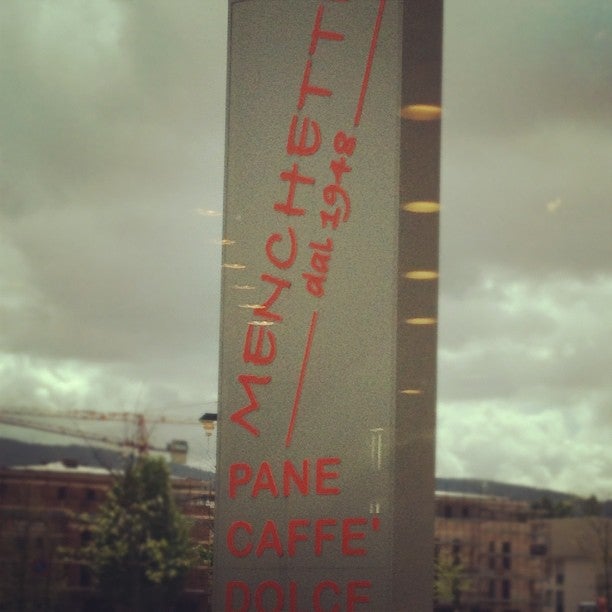 MENCHETTI
dal 1948
PANE
CAFFE'
DOLCE